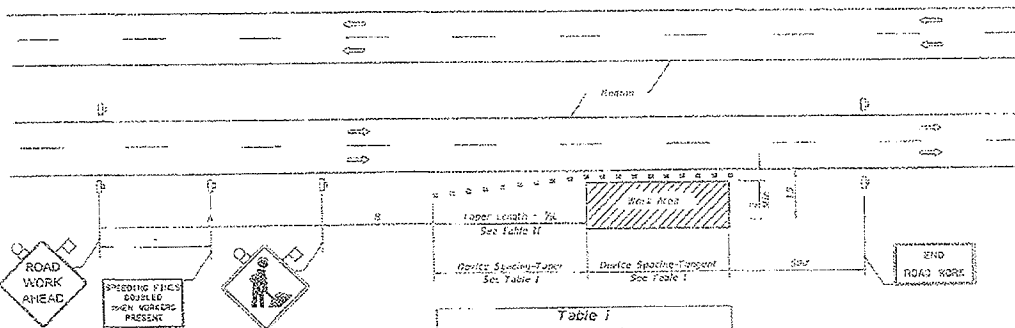 Median
Work Area
A
B
Taper Length -
See Table II
Device Spacing-Taper
See Table I
Device Spacing-Tangent
See Table I
500'
ROAD
WORK
AHEAD
SPEEDING FINES
DOUBLED
WHEN WORKERS
PRESENT
END
ROAD WORK
Table I